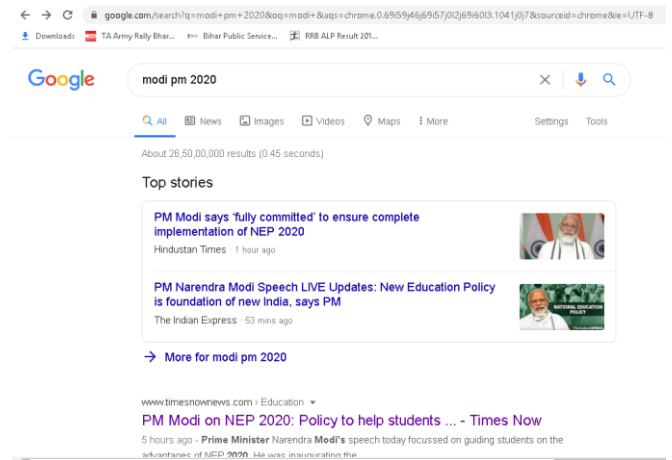 google.com/search?q=modi+pm+2020&oq=modi+&aqs=chrome.0.69i59j46j69i57j0l2j69i60l3.1041j0j7&sourceid=chrome&ie=UTF-8
Downloads TA Army Rally Bhar... Bihar Public Service... RRB ALP Result 201...
Google modi pm 2020
All News Images Videos Maps More Settings Tools
About 26,50,00,000 results (0.45 seconds)
Top stories
PM Modi says 'fully committed' to ensure complete
implementation of NEP 2020
Hindustan Times · 1 hour ago
PM Narendra Modi Speech LIVE Updates: New Education Policy
is foundation of new India, says PM
The Indian Express · 53 mins ago
NATIONAL EDUCATION
POLICY
More for modi pm 2020
www.timesnownews.com › Education
PM Modi on NEP 2020: Policy to help students ... - Times Now
5 hours ago - Prime Minister Narendra Modi's speech today focussed on guiding students on the
advantages of NEP 2020. He was inaugurating the